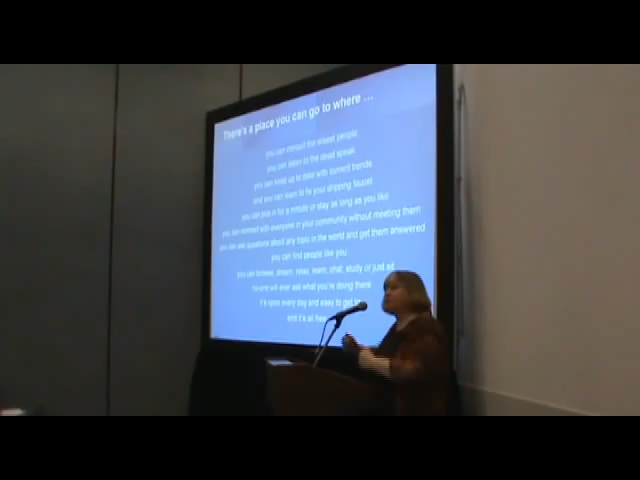 There's a place you can go to where ...
you can consult the wisest people
you can listen to the dead speak
you can keep up to date with current trends
and you can learn to fix your dripping faucet
you can pop in for a minute or stay as long as you like
you can connect with everyone in your community without meeting them
you can ask questions about any topic in the world and get them answered
you can find people like you
you can browse, dream, relax, learn, chat, study or just sit
no-one will ever ask what you're doing there
it's open every day and easy to get to
and it's all free